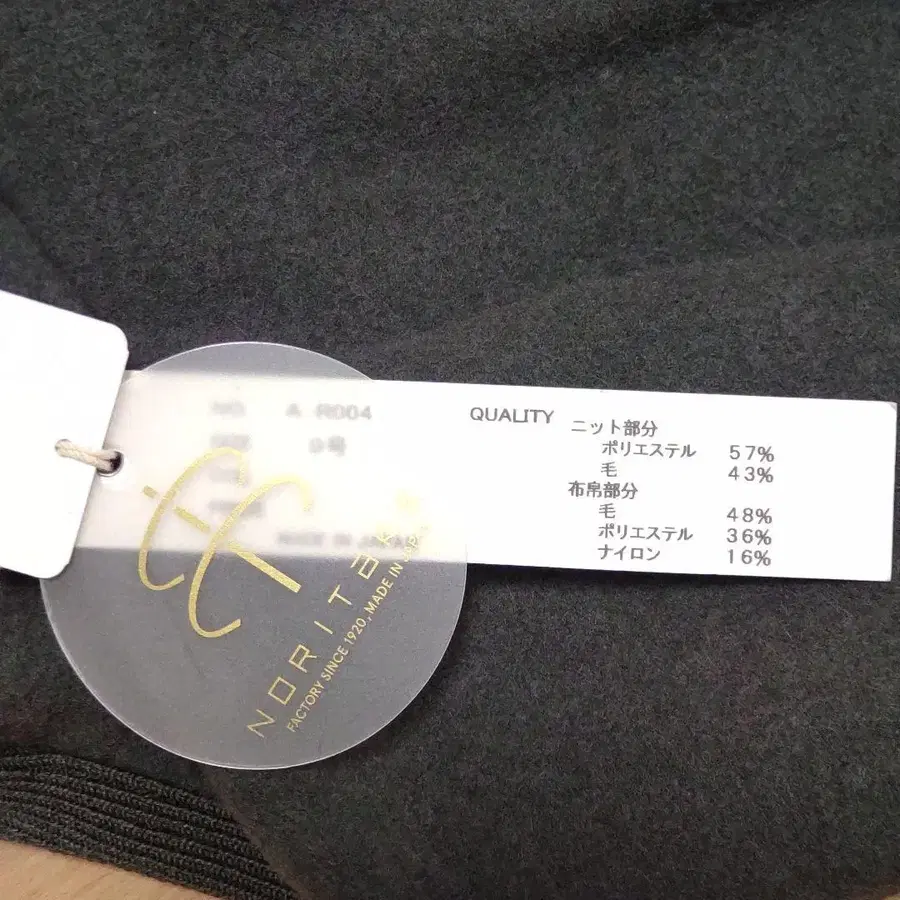 QUALITY
ニット部分
ポリエステル 57%
毛 43%
布帛部分
毛 48%
ポリエステル 36%
ナイロン 16%
NO. A R004
9号
MADE IN JAPAN
NORITAKE
FACTORY SINCE 1920, MADE IN JAPAN